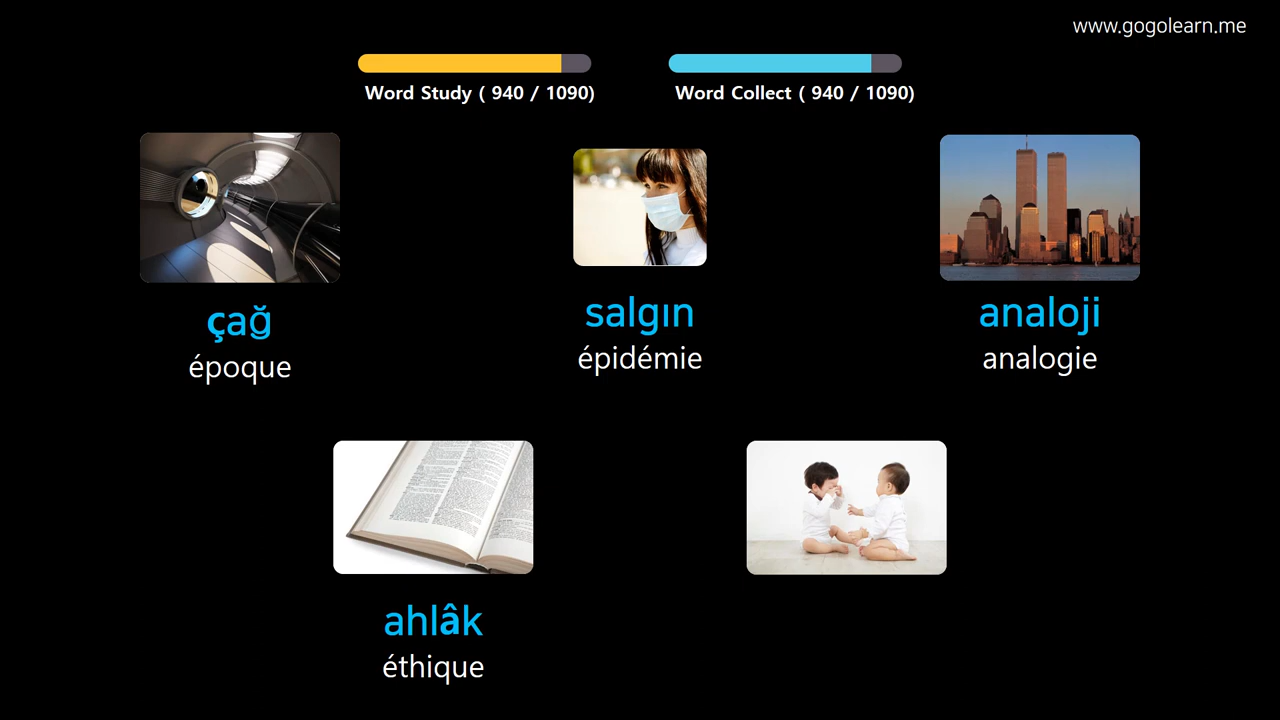 www.gogolearn.me
Word Study ( 940 / 1090)
Word Collect ( 940 / 1090)
çağ
époque
salgın
épidémie
analoji
analogie
ahlâk
éthique